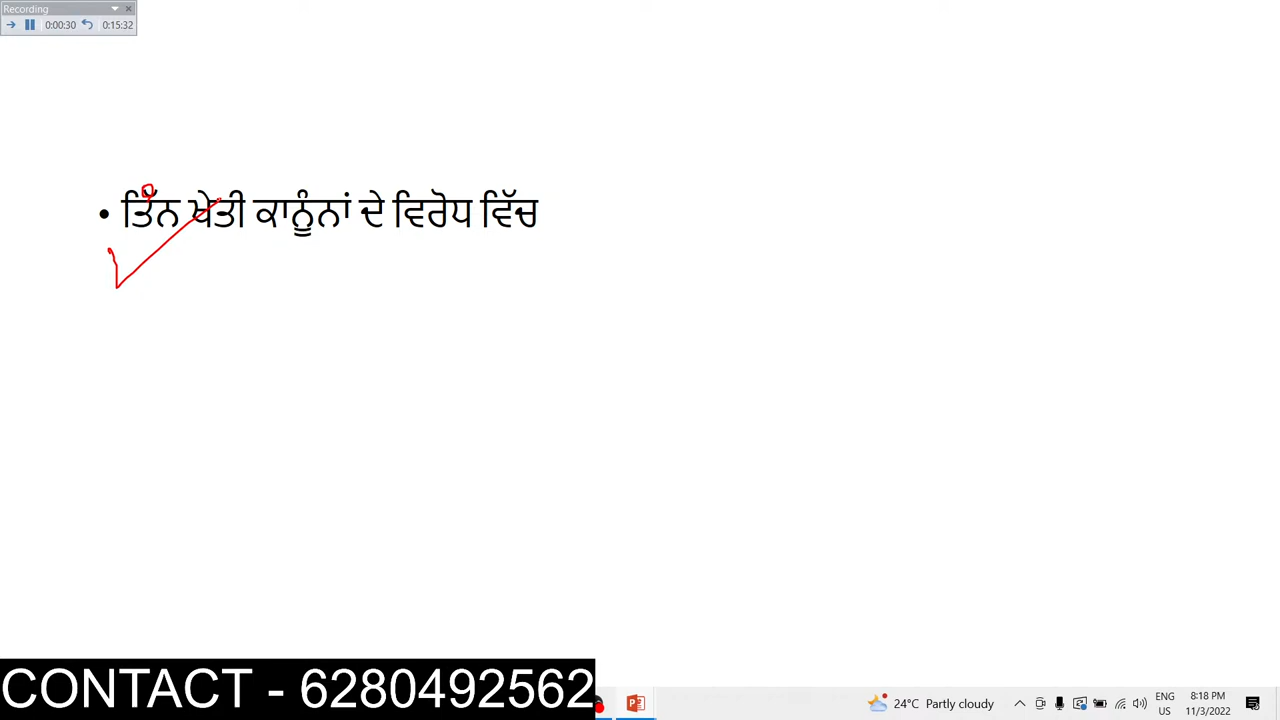 Recording
0:00:30 0:15:32
• ਤਿੰਨ ਖੇਤੀ ਕਾਨੂੰਨਾਂ ਦੇ ਵਿਰੋਧ ਵਿੱਚ
CONTACT - 6280492562
24°C Partly cloudy
ENG
US
8:18 PM
11/3/2022